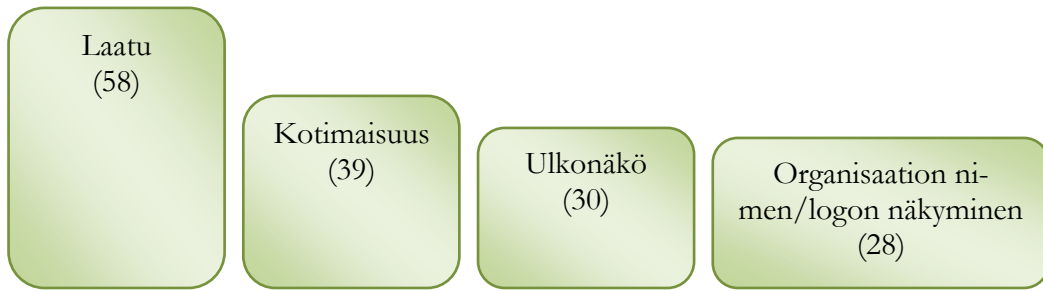 Laatu
(58)
Kotimaisuus
(39)
Ulkonäkö
(30)
Organisaation ni-
men/logon näkyminen
(28)